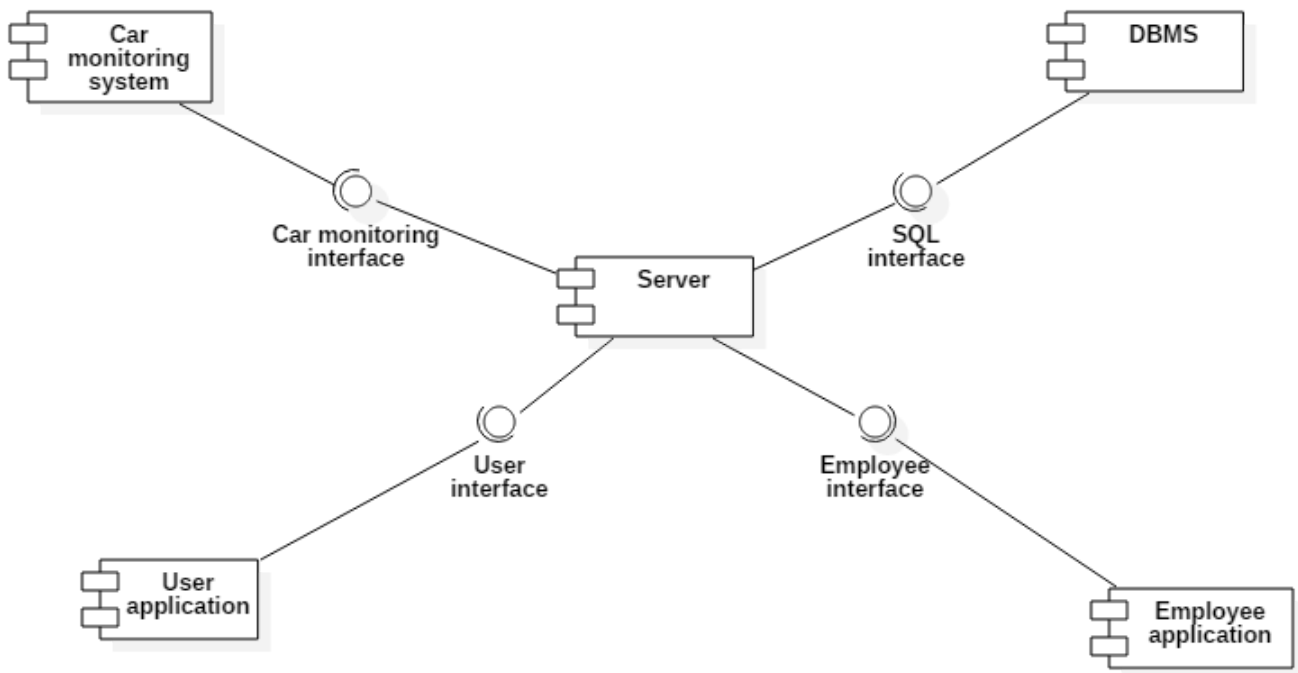 Car
monitoring
system
DBMS
Car monitoring
interface
SQL
interface
Server
User
interface
Employee
interface
User
application
Employee
application